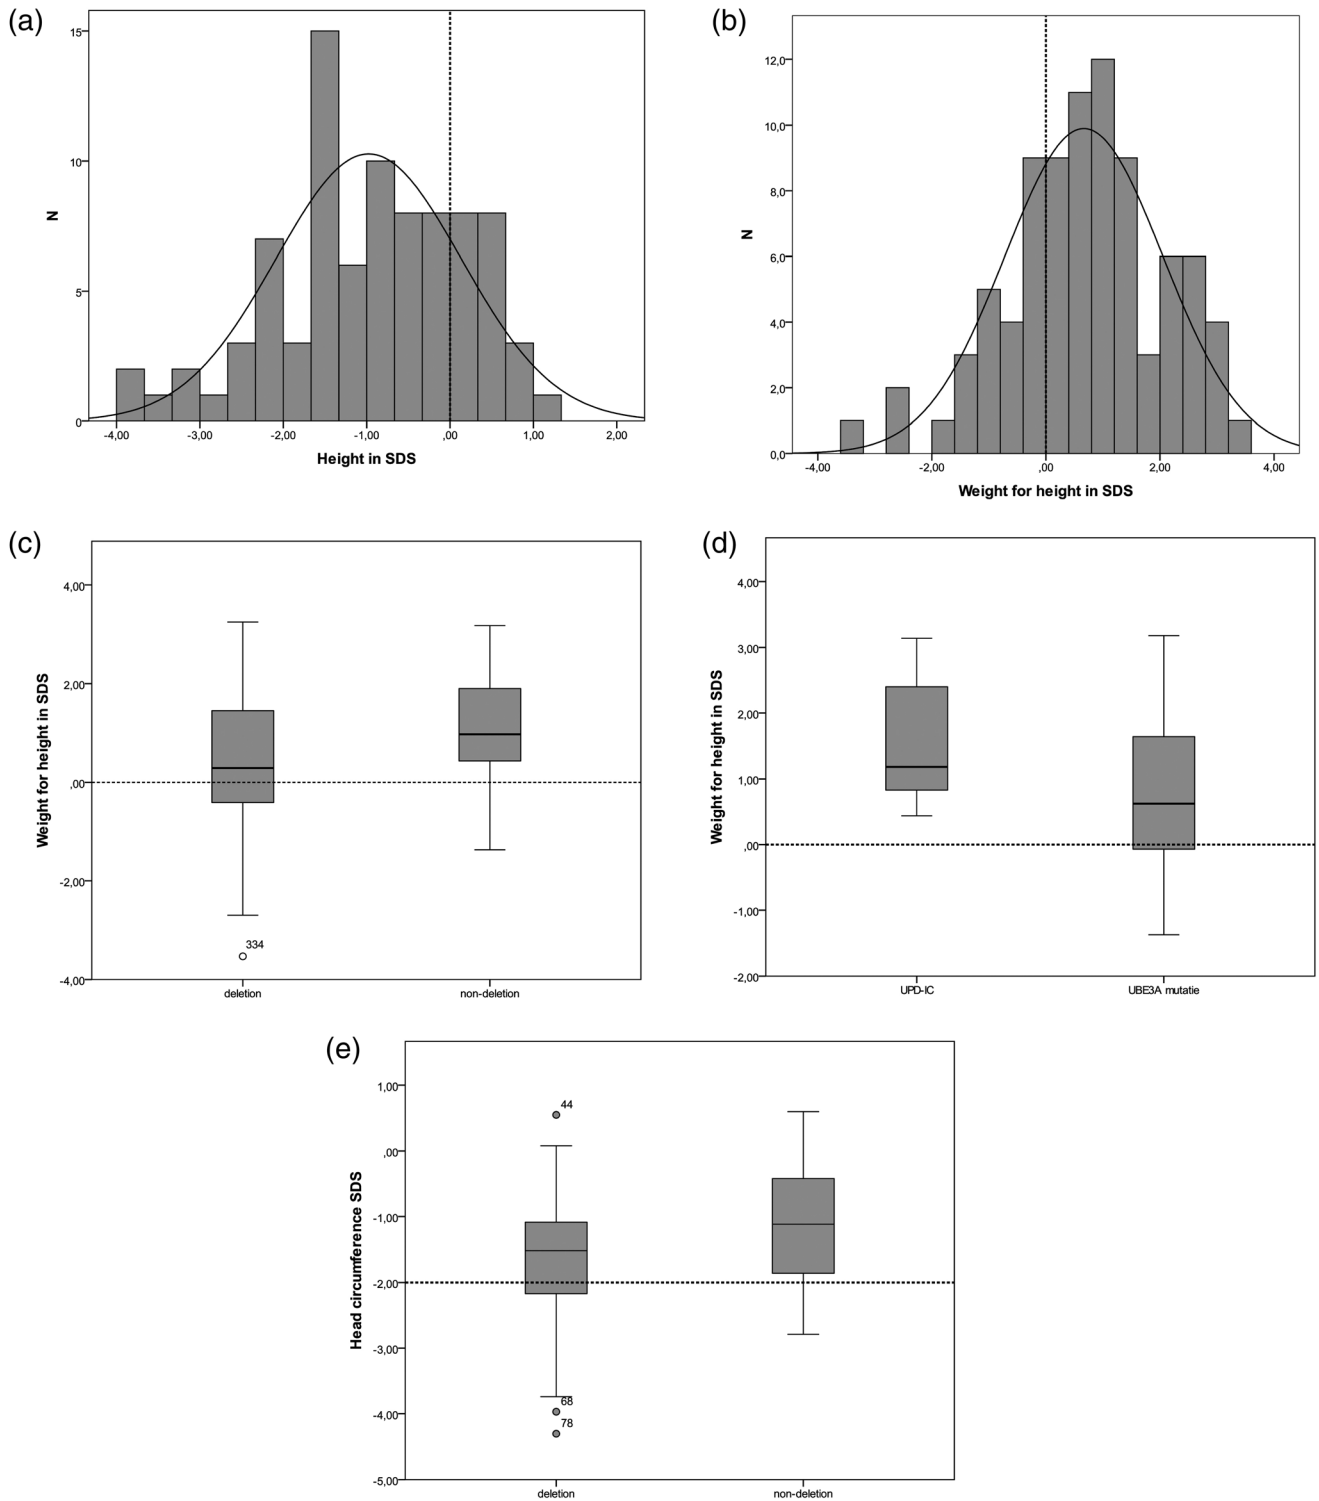 (a)
15
10
5
0
N
-4,00 -3,00 -2,00 -1,00 ,00 1,00 2,00
Height in SDS
(b)
12,0
10,0
8,0
6,0
4,0
2,0
0,0
N
-4,00 -2,00 ,00 2,00 4,00
Weight for height in SDS
(c)
4,00
2,00
,00
-2,00
-4,00
Weight for height in SDS
334
deletion non-deletion
(d)
4,00
3,00
2,00
1,00
,00
-1,00
-2,00
Weight for height in SDS
UPD-IC UBE3A mutatie
(e)
1,00
,00
-1,00
-2,00
-3,00
-4,00
-5,00
Head circumference SDS
44
68
78
deletion non-deletion